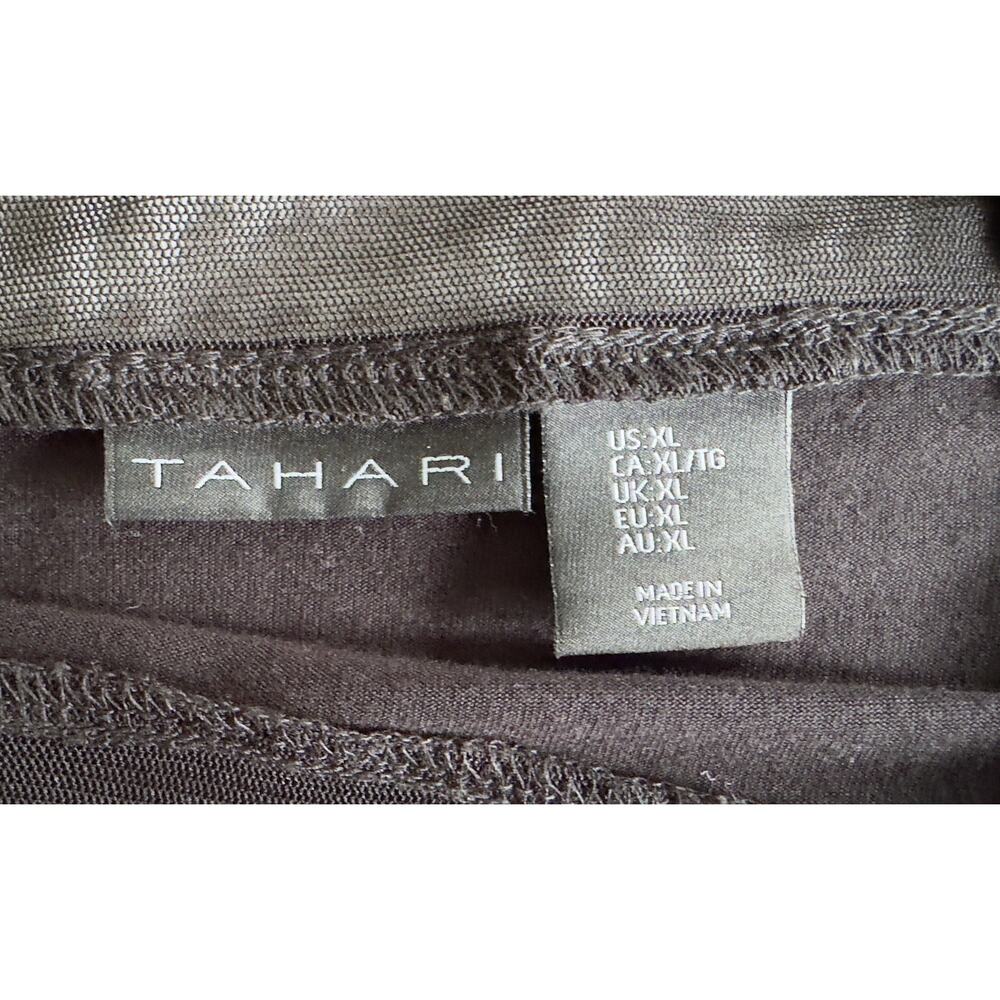 TAHARI
US:XL
CA:XL/TG
UK:XL
EU:XL
AU:XL
MADE IN
VIETNAM